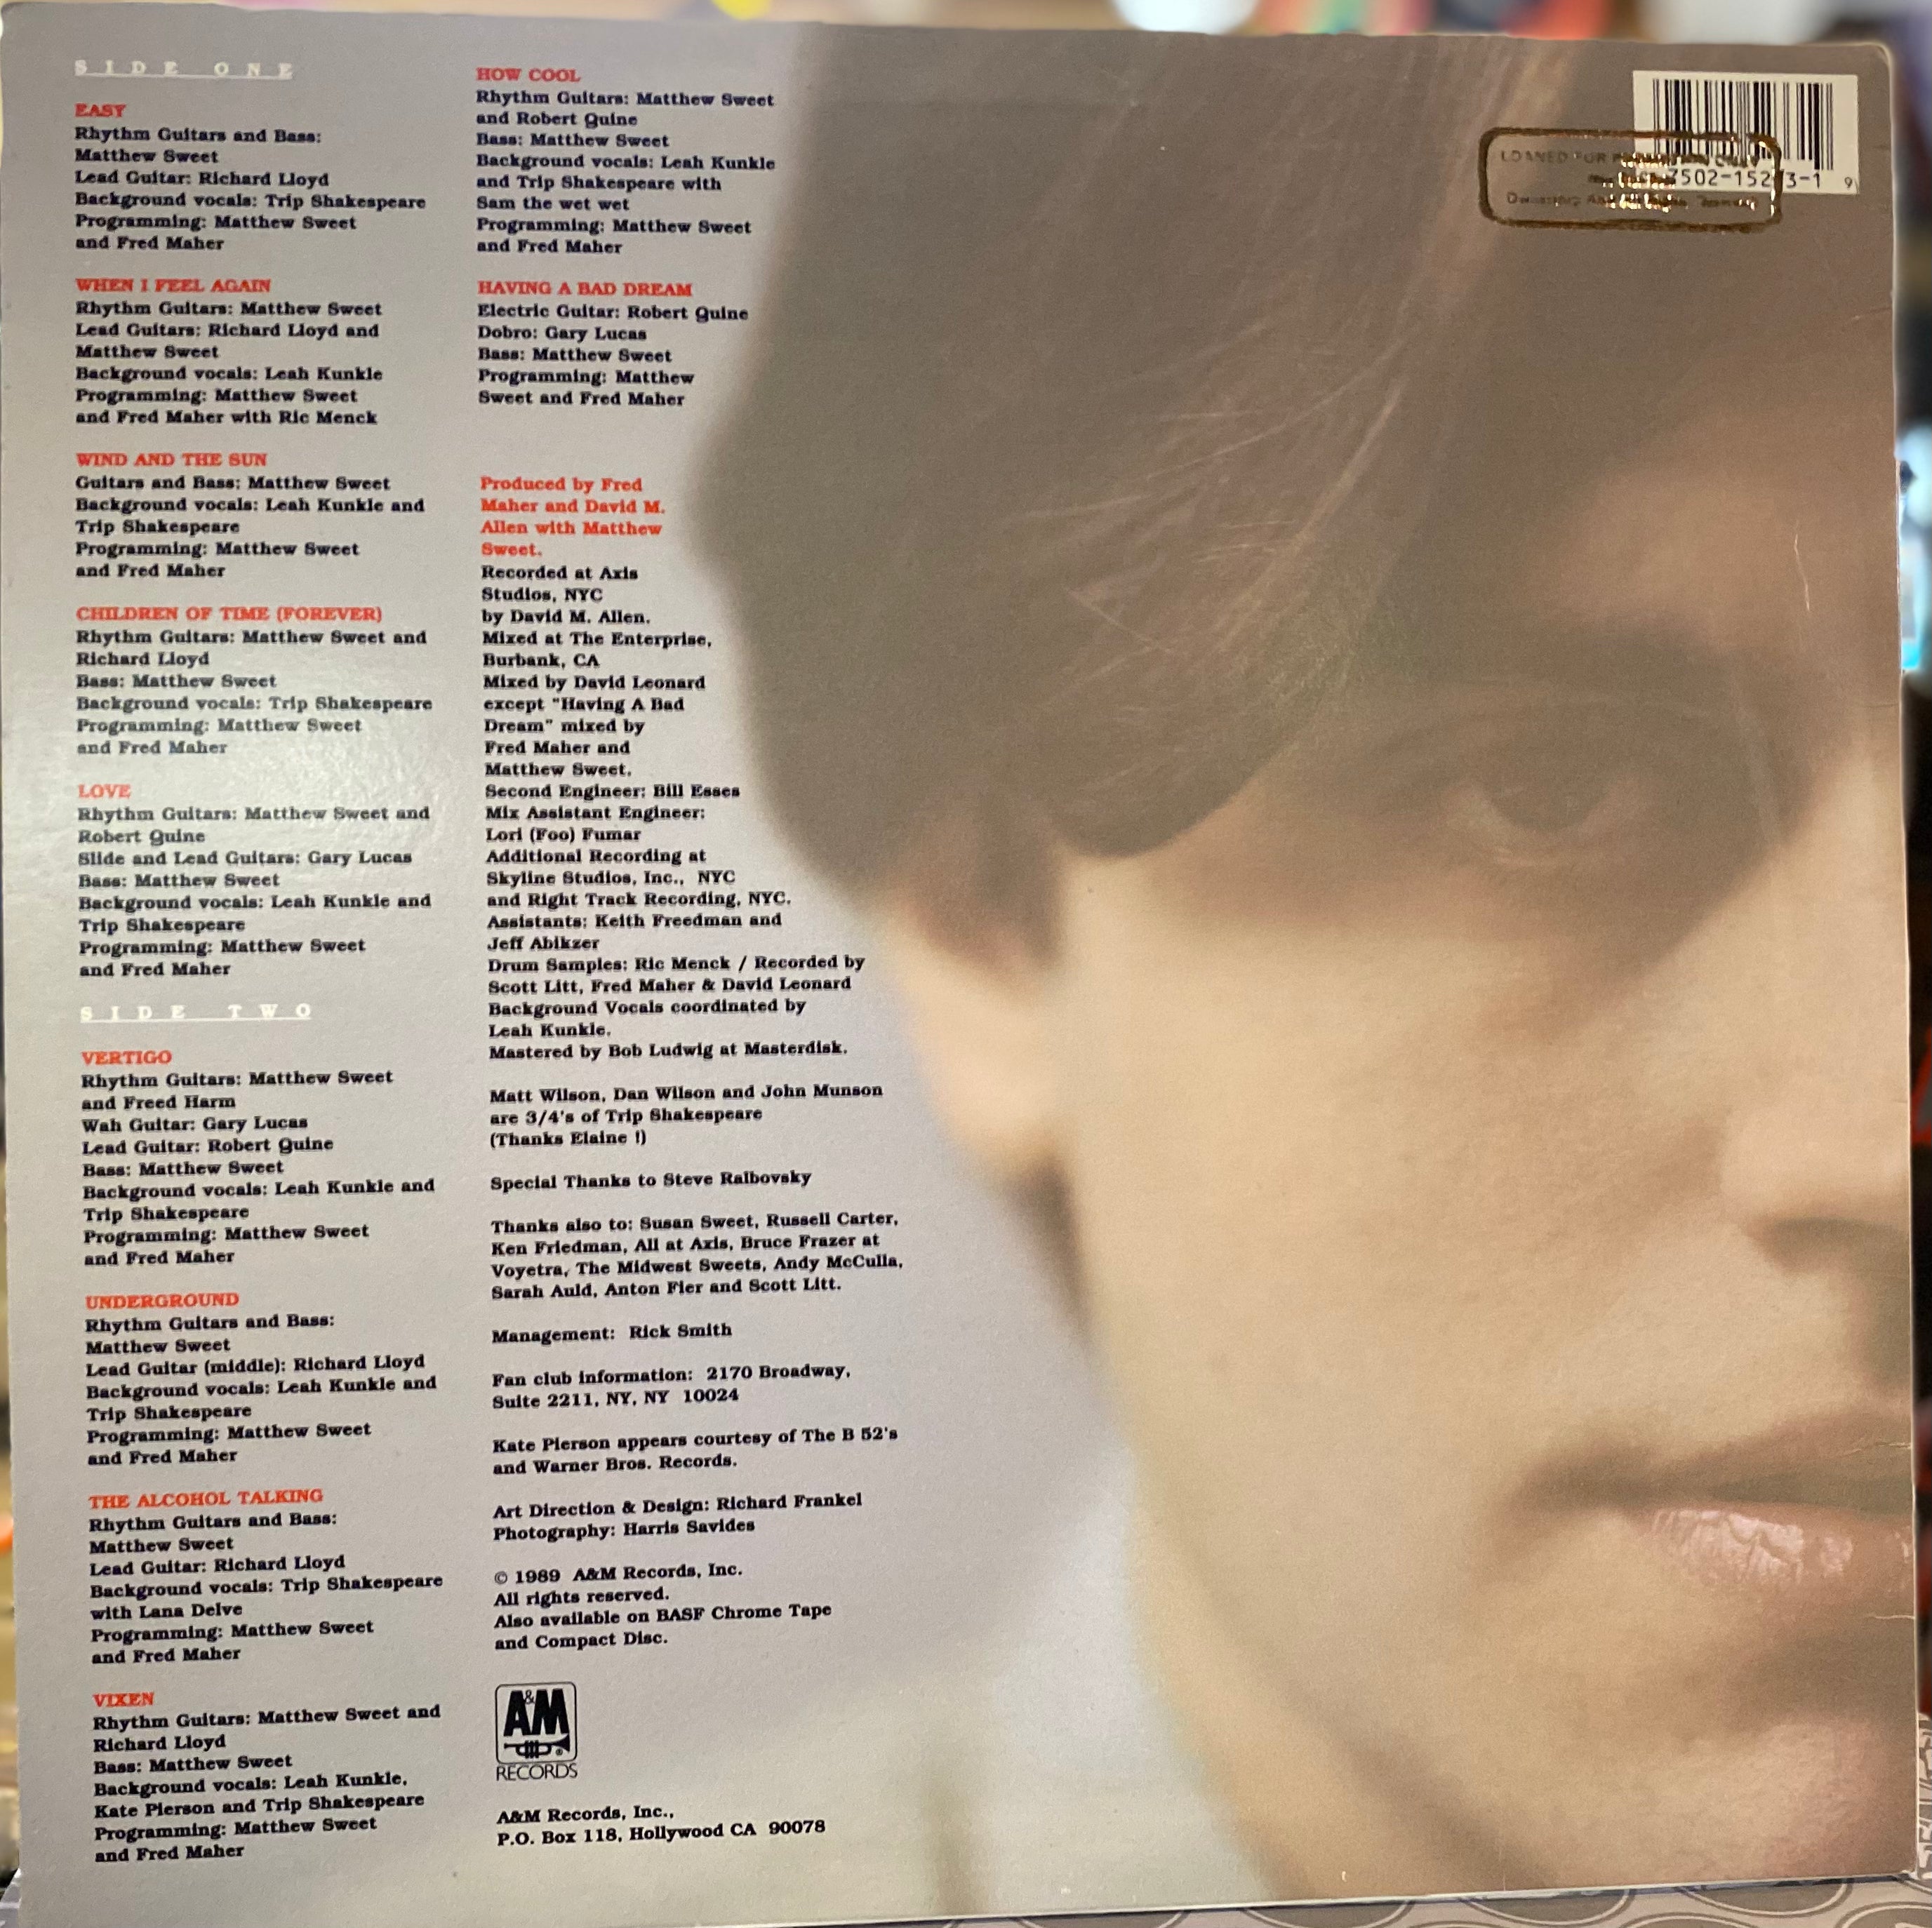 SIDE ONE
EASY
Rhythm Guitars and Bass:
Matthew Sweet
Lead Guitar: Richard Lloyd
Background vocals: Trip Shakespeare
Programming: Matthew Sweet
and Fred Maher
WHEN I FEEL AGAIN
Rhythm Guitars: Matthew Sweet
Lead Guitars: Richard Lloyd and
Matthew Sweet
Background vocals: Leah Kunkle
Programming: Matthew Sweet
and Fred Maher with Ric Menck
WIND AND THE SUN
Guitars and Bass: Matthew Sweet
Background vocals: Leah Kunkle and
Trip Shakespeare
Programming: Matthew Sweet
and Fred Maher
CHILDREN OF TIME (FOREVER)
Rhythm Guitars: Matthew Sweet and
Richard Lloyd
Bass: Matthew Sweet
Background vocals: Trip Shakespeare
Programming: Matthew Sweet
and Fred Maher
LOVE
Rhythm Guitars: Matthew Sweet and
Robert Quine
Slide and Lead Guitars: Gary Lucas
Bass: Matthew Sweet
Background vocals: Leah Kunkle and
Trip Shakespeare
Programming: Matthew Sweet
and Fred Maher
SIDE TWO
VERTIGO
Rhythm Guitars: Matthew Sweet
and Freed Harm
Wah Guitar: Gary Lucas
Lead Guitar: Robert Quine
Bass: Matthew Sweet
Background vocals: Leah Kunkle and
Trip Shakespeare
Programming: Matthew Sweet
and Fred Maher
UNDERGROUND
Rhythm Guitars and Bass:
Matthew Sweet
Lead Guitar (middle): Richard Lloyd
Background vocals: Leah Kunkle and
Trip Shakespeare
Programming: Matthew Sweet
and Fred Maher
THE ALCOHOL TALKING
Rhythm Guitars and Bass:
Matthew Sweet
Lead Guitar: Richard Lloyd
Background vocals: Trip Shakespeare
with Lana Delve
Programming: Matthew Sweet
and Fred Maher
VIXEN
Rhythm Guitars: Matthew Sweet and
Richard Lloyd
Bass: Matthew Sweet
Background vocals: Leah Kunkle,
Kate Pierson and Trip Shakespeare
Programming: Matthew Sweet
and Fred Maher
HOW COOL
Rhythm Guitars: Matthew Sweet
and Robert Quine
Bass: Matthew Sweet
Background vocals: Leah Kunkle
and Trip Shakespeare with
Sam the wet wet
Programming: Matthew Sweet
and Fred Maher
HAVING A BAD DREAM
Electric Guitar: Robert Quine
Dobro: Gary Lucas
Bass: Matthew Sweet
Programming: Matthew
Sweet and Fred Maher
Produced by Fred
Maher and David M.
Allen with Matthew
Sweet.
Recorded at Axis
Studios, NYC
by David M. Allen.
Mixed at The Enterprise,
Burbank, CA
Mixed by David Leonard
except "Having A Bad
Dream" mixed by
Fred Maher and
Matthew Sweet.
Second Engineer: Bill Esses
Mix Assistant Engineer:
Lori (Foo) Fumar
Additional Recording at
Skyline Studios, Inc., NYC
and Right Track Recording, NYC.
Assistants: Keith Freedman and
Jeff Abikzer
Drum Samples: Ric Menck / Recorded by
Scott Litt, Fred Maher & David Leonard
Background Vocals coordinated by
Leah Kunkle.
Mastered by Bob Ludwig at Masterdisk.
Matt Wilson, Dan Wilson and John Munson
are 3/4's of Trip Shakespeare
(Thanks Elaine !)
Special Thanks to Steve Ralbovsky
Thanks also to: Susan Sweet, Russell Carter,
Ken Friedman, All at Axis, Bruce Frazer at
Voyetra, The Midwest Sweets, Andy McCulla,
Sarah Auld, Anton Fier and Scott Litt.
Management: Rick Smith
Fan club information: 2170 Broadway,
Suite 2211, NY, NY 10024
Kate Pierson appears courtesy of The B 52's
and Warner Bros. Records.
Art Direction & Design: Richard Frankel
Photography: Harris Savides
© 1989 A&M Records, Inc.
All rights reserved.
Also available on BASF Chrome Tape
and Compact Disc.
A&M
RECORDS
A&M Records, Inc.,
P.O. Box 118, Hollywood CA 90078
LOANED FOR
7502-152 3-1 9